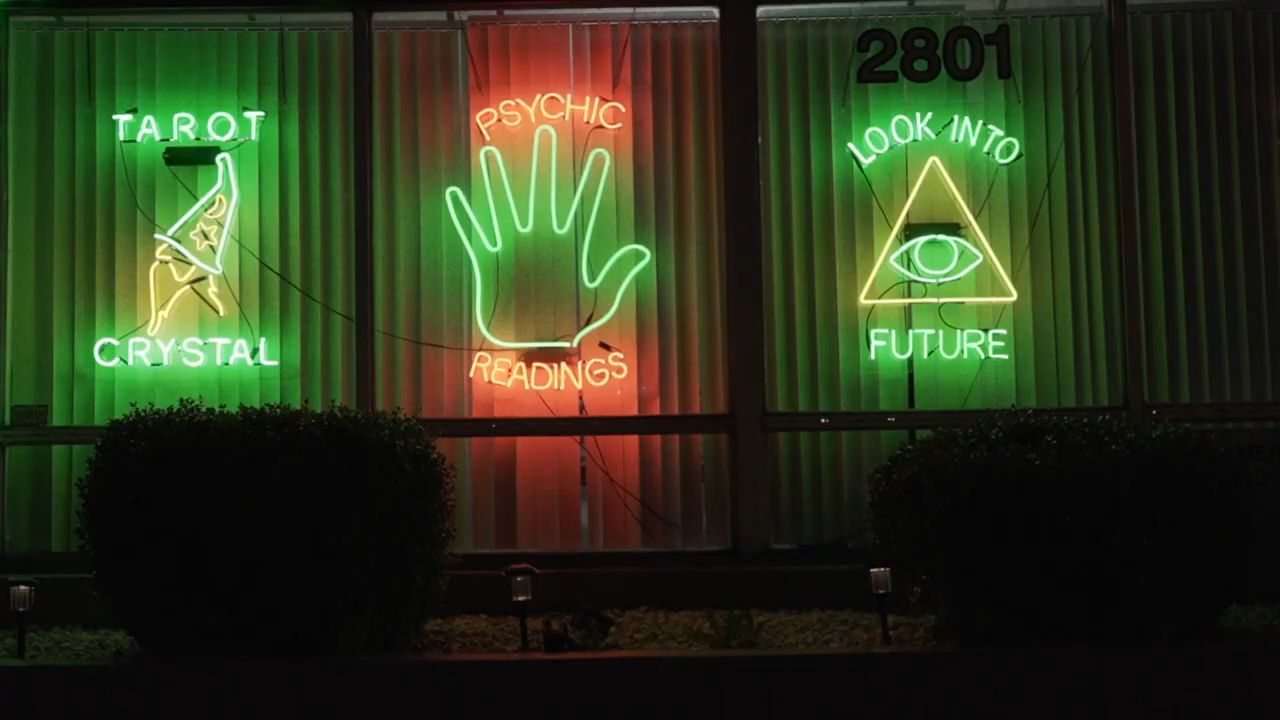 TAROT
CRYSTAL
PSYCHIC
READINGS
2801
LOOK INTO
FUTURE